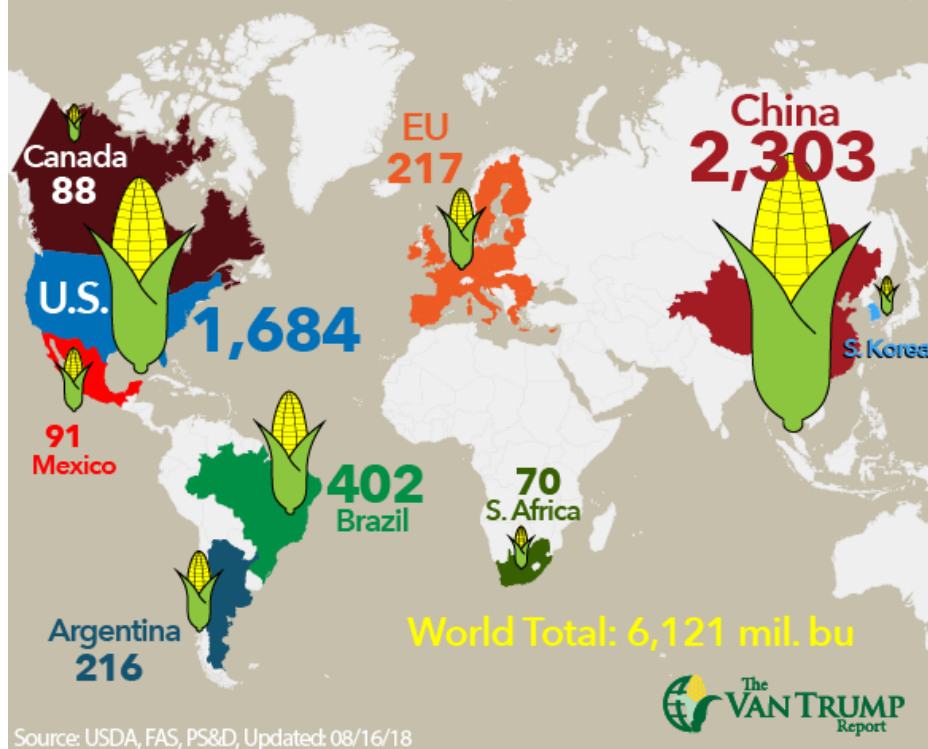 Canada
88
U.S.
1,684
91
Mexico
402
Brazil
Argentina
216
EU
217
70
S. Africa
China
2,303
S. Korea
World Total: 6,121 mil. bu
The
VAN TRUMP
Report
Source: USDA, FAS, PS&D, Updated: 08/16/18